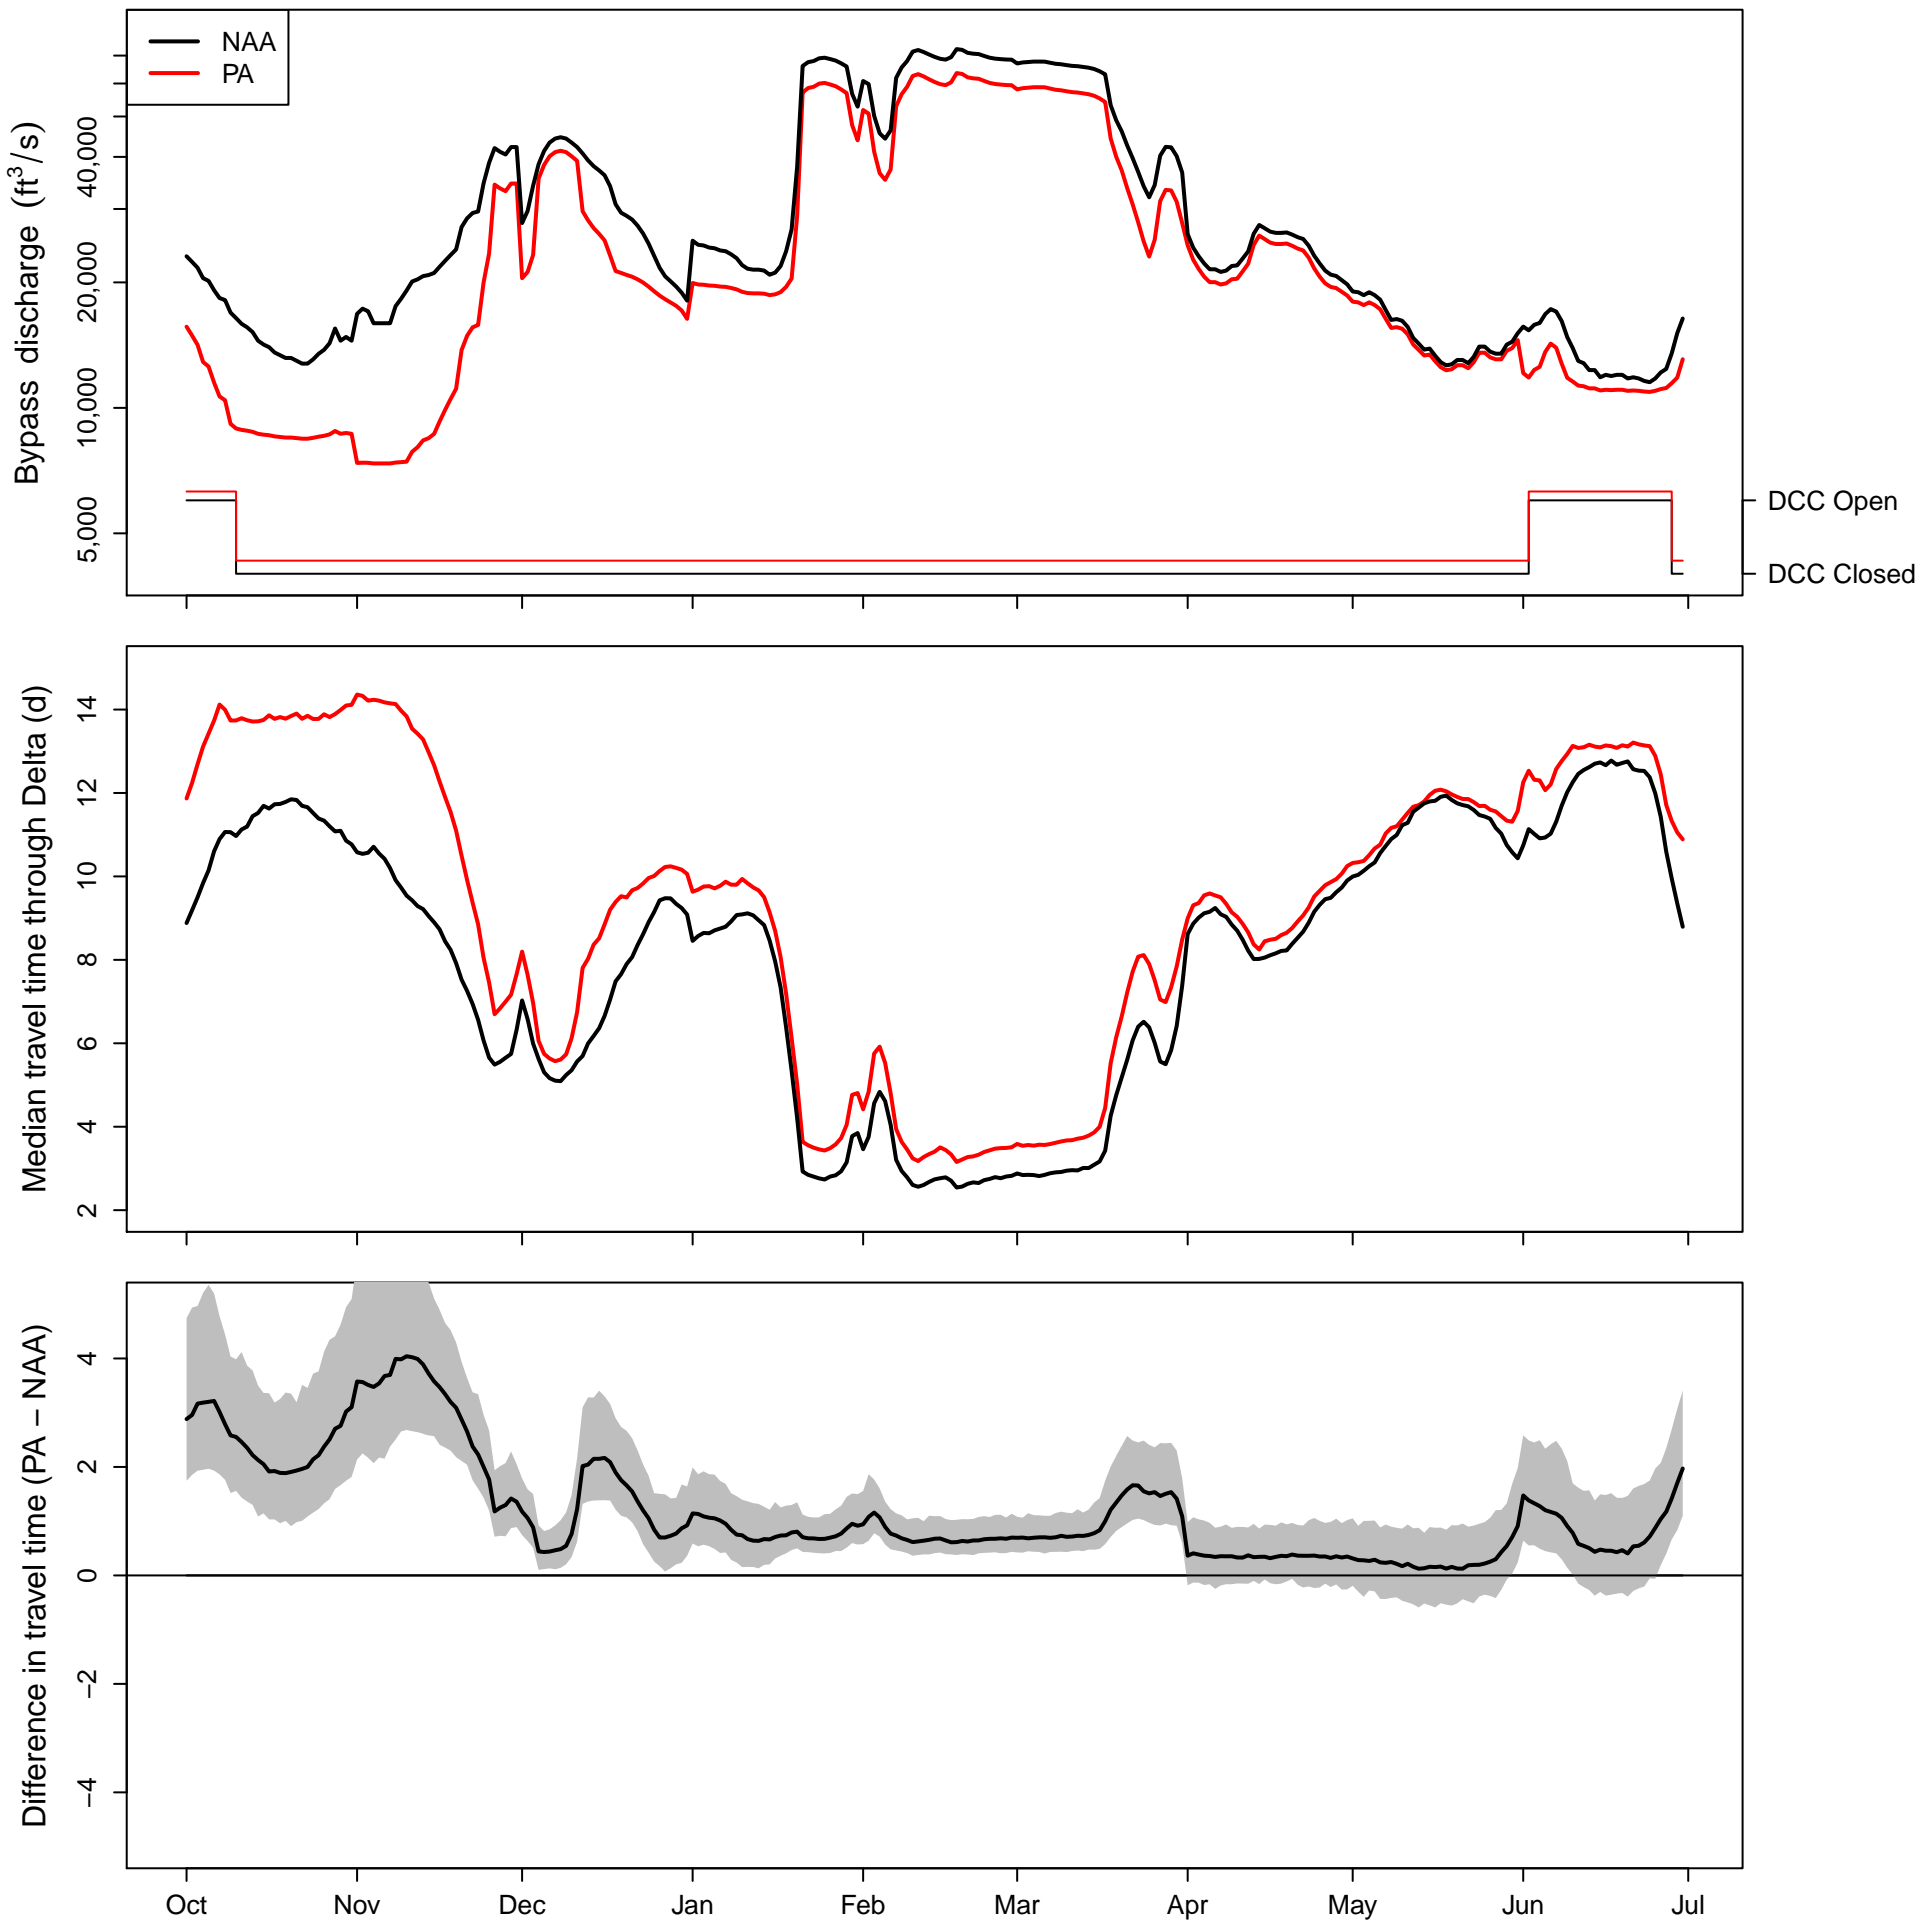 NAA
PA
Bypass discharge (ft³/s)
40,000
20,000
10,000
5,000
DCC Open
DCC Closed
Median travel time through Delta (d)
14
12
10
8
6
4
2
Difference in travel time (PA − NAA)
4
2
0
−2
−4
Oct Nov Dec Jan Feb Mar Apr May Jun Jul